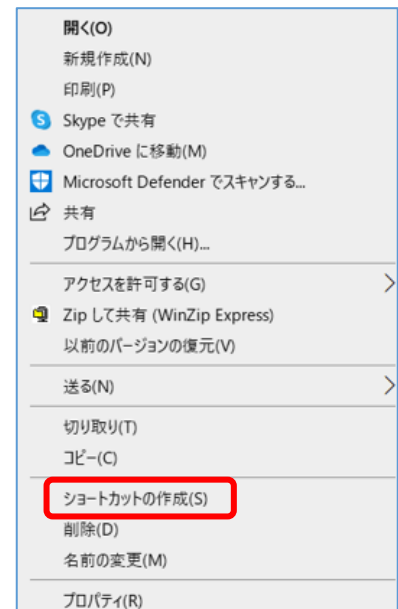 開く(O)
新規作成(N)
印刷(P)
Skype で共有
OneDrive に移動(M)
Microsoft Defender でスキャンする...
共有
プログラムから開く(H)...
アクセスを許可する(G)
Zip して共有 (WinZip Express)
以前のバージョンの復元(V)
送る(N)
切り取り(T)
コピー(C)
ショートカットの作成(S)
削除(D)
名前の変更(M)
プロパティ(R)